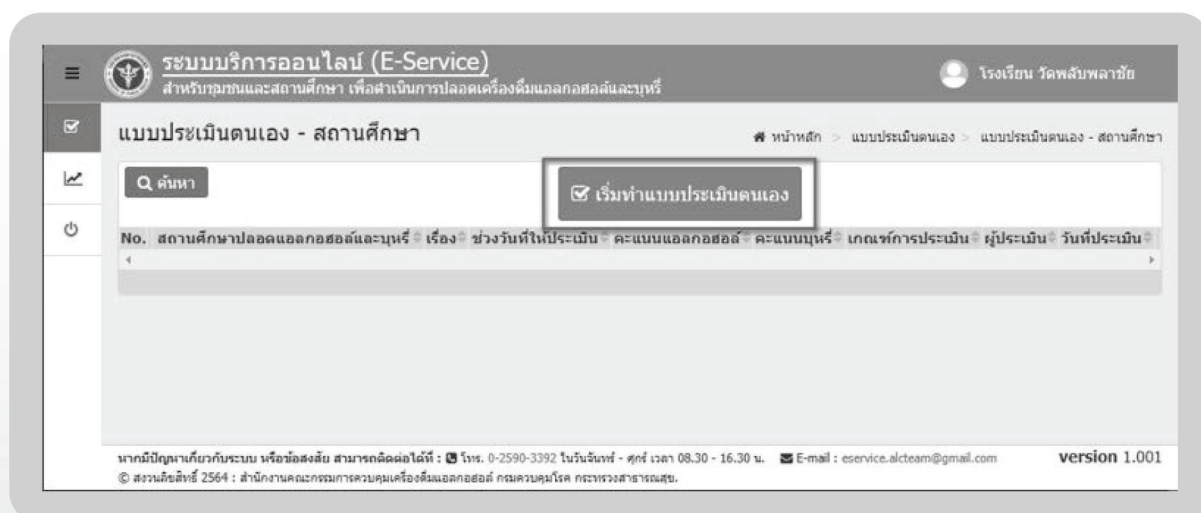 ระบบบริการออนไลน์ (E-Service)
สำหรับชุมชนและสถานศึกษา เพื่อดำเนินการปลอดเครื่องดื่มแอลกอฮอล์และบุหรี่
โรงเรียน วัดพลับพลาชัย
แบบประเมินตนเอง - สถานศึกษา
หน้าหลัก > แบบประเมินตนเอง > แบบประเมินตนเอง - สถานศึกษา
ค้นหา
เริ่มทำแบบประเมินตนเอง
No. สถานศึกษาปลอดแอลกอฮอล์และบุหรี่ เรื่อง ช่วงวันที่ให้ประเมิน คะแนนแอลกอฮอล์ คะแนนบุหรี่ เกณฑ์การประเมิน ผู้ประเมิน วันที่ประเมิน
หากมีปัญหาเกี่ยวกับระบบ หรือข้อสงสัย สามารถติดต่อได้ที่ : โทร. 0-2590-3392 ในวันจันทร์ - ศุกร์ เวลา 08.30 - 16.30 น. E-mail : eservice.alcteam@gmail.com version 1.001
© สงวนลิขสิทธิ์ 2564 : สำนักงานคณะกรรมการควบคุมเครื่องดื่มแอลกอฮอล์ กรมควบคุมโรค กระทรวงสาธารณสุข.